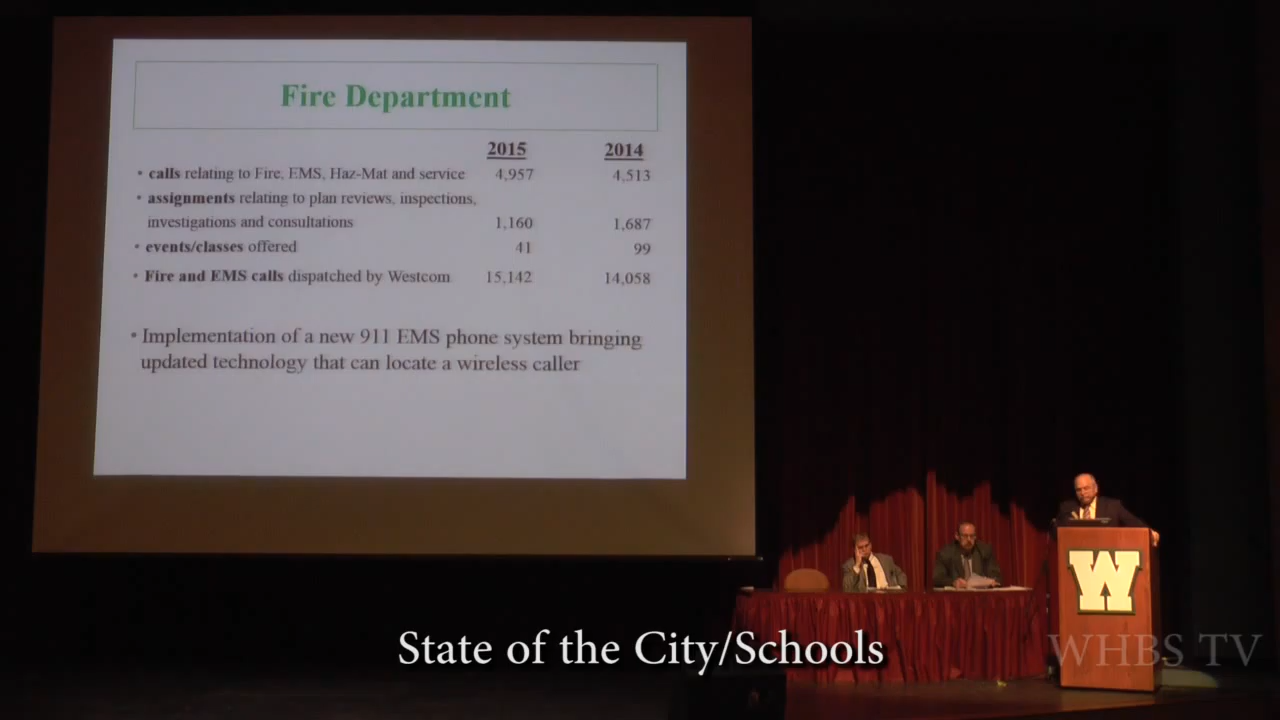 Fire Department
2015 2014
• calls relating to Fire, EMS, Haz-Mat and service 4,957 4,513
• assignments relating to plan reviews, inspections,
investigations and consultations 1,160 1,687
• events/classes offered 41 99
• Fire and EMS calls dispatched by Westcom 15,142 14,058
• Implementation of a new 911 EMS phone system bringing
updated technology that can locate a wireless caller
W
State of the City/Schools
WHBS TV